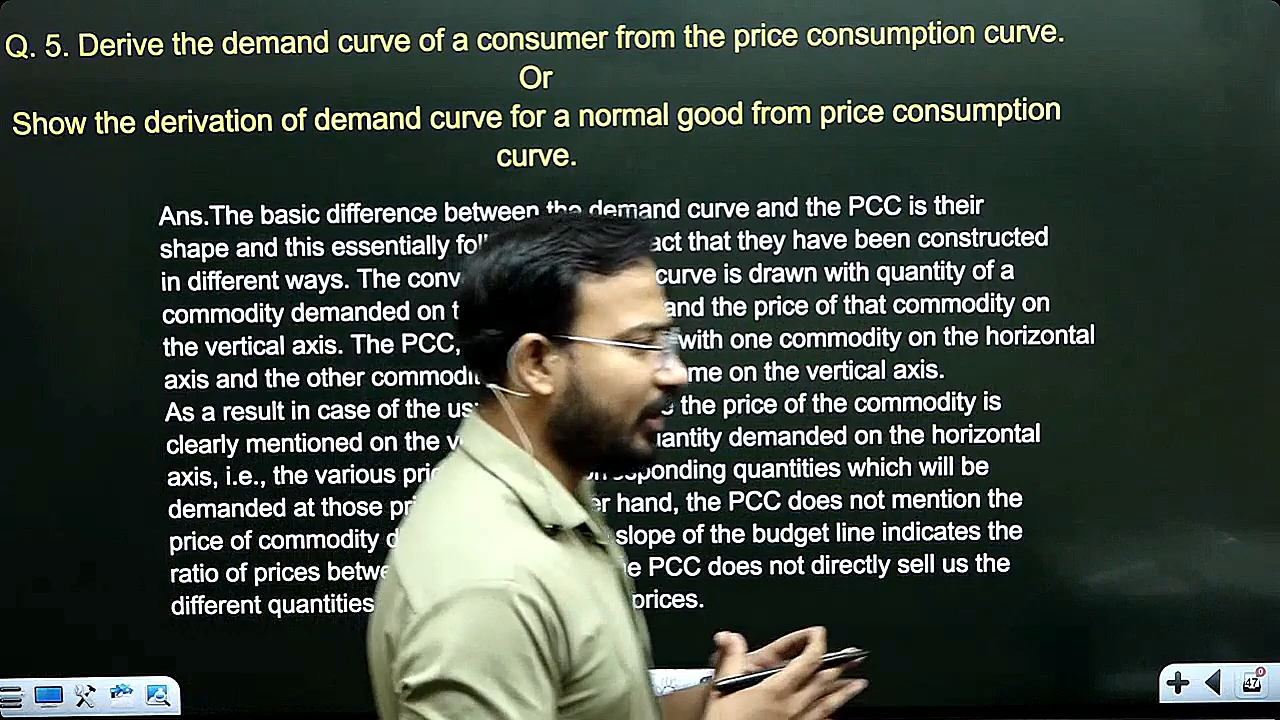 Q. 5. Derive the demand curve of a consumer from the price consumption curve.
Or
Show the derivation of demand curve for a normal good from price consumption
curve.
Ans.The basic difference between the demand curve and the PCC is their
shape and this essentially that they have been constructed
in different ways. The curve is drawn with quantity of a
commodity demanded on and the price of that commodity on
the vertical axis. The PCC, with one commodity on the horizontal
axis and the other on the vertical axis.
As a result in case of the the price of the commodity is
clearly mentioned on the demanded on the horizontal
axis, i.e., the various quantities which will be
demanded at those hand, the PCC does not mention the
price of commodity slope of the budget line indicates the
ratio of prices PCC does not directly sell us the
different quantities prices.
47